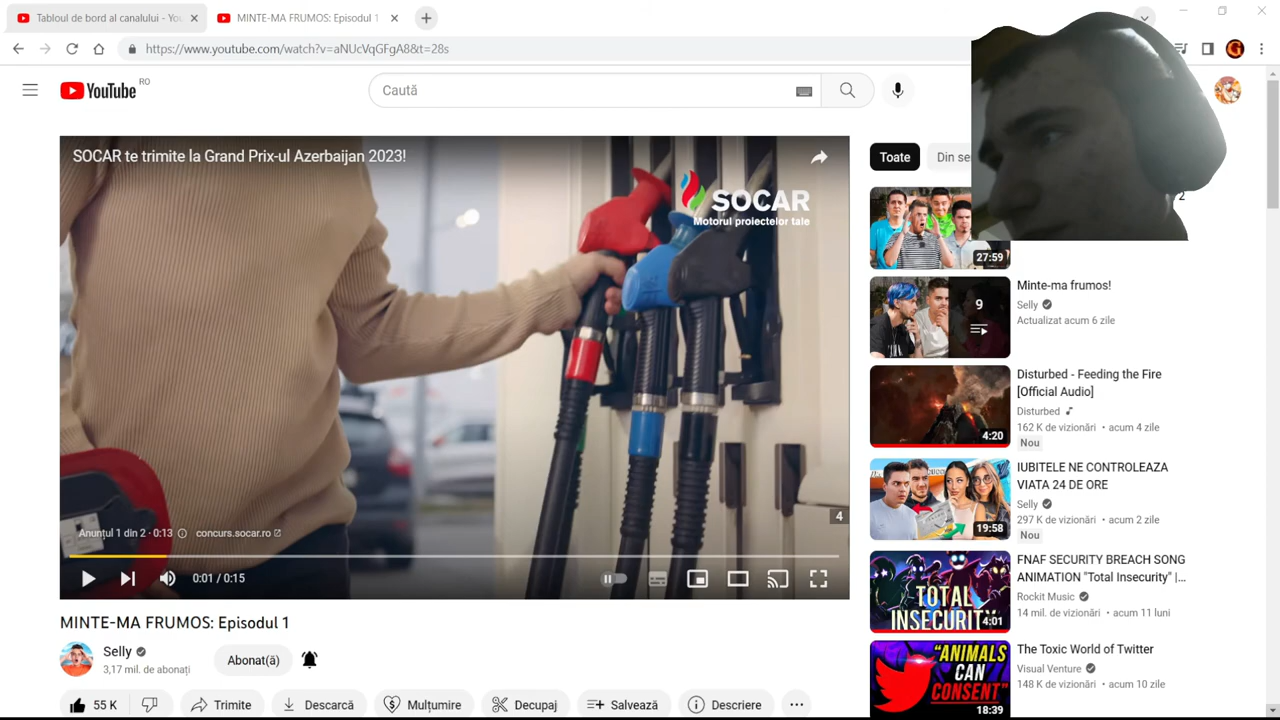 Tabloul de bord al canalului - You
MINTE-MA FRUMOS: Episodul 1
https://www.youtube.com/watch?v=aNUcVqGFgA8&t=28s
G
YouTube RO
Caută
SOCAR te trimite la Grand Prix-ul Azerbaijan 2023!
SOCAR
Motorul proiectelor tale
4
Anunțul 1 din 2 · 0:13
concurs.socar.ro
0:01 / 0:15
MINTE-MA FRUMOS: Episodul 1
Selly
3,17 mil. de abonați
Abonat(ă)
55 K
Trimite
Descarcă
Mulțumire
Decupaj
Salvează
Descriere
Toate
Din se
2
27:59
9
Minte-ma frumos!
Selly
Actualizat acum 6 zile
4:20
Disturbed - Feeding the Fire
[Official Audio]
Disturbed
162 K de vizionări • acum 4 zile
Nou
19:58
IUBITELE NE CONTROLEAZA
VIATA 24 DE ORE
Selly
297 K de vizionări • acum 2 zile
Nou
TOTAL
INSECURITY
4:01
FNAF SECURITY BREACH SONG
ANIMATION "Total Insecurity" |…
Rockit Music
14 mil. de vizionări • acum 11 luni
"ANIMALS
CAN
CONSENT"
18:39
The Toxic World of Twitter
Visual Venture
148 K de vizionări • acum 10 zile